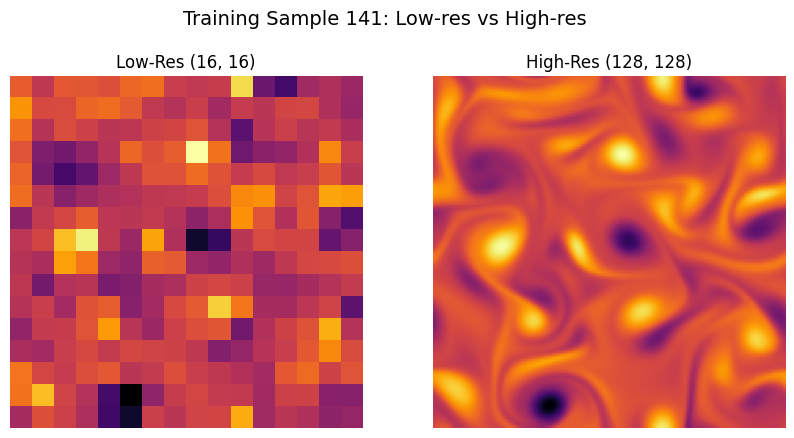 Training Sample 141: Low-res vs High-res
Low-Res (16, 16)
High-Res (128, 128)